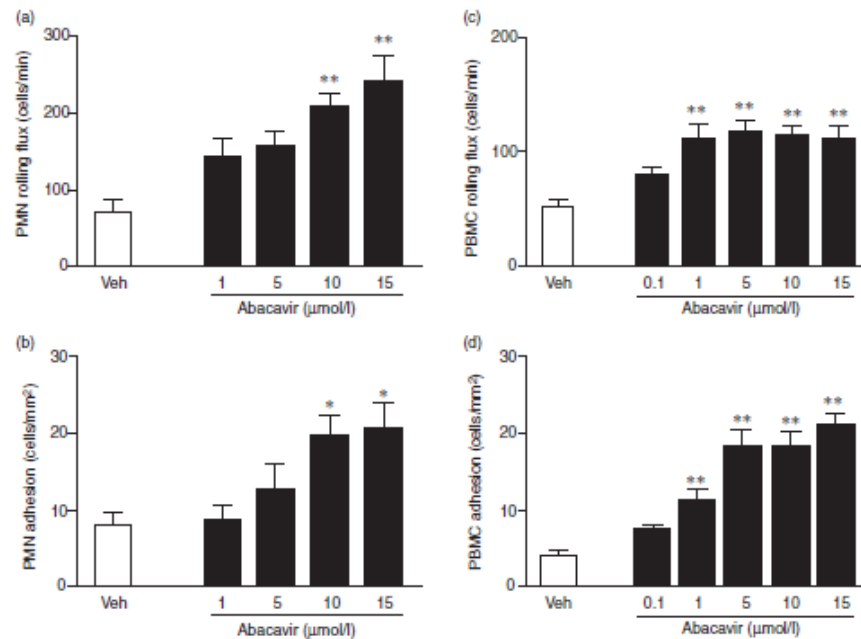 (a)
300
200
100
0
PMN rolling flux (cells/min)
** **
Veh 1 5 10 15
Abacavir (μmol/l)
(c)
200
100
0
PBMC rolling flux (cells/min)
** ** ** **
Veh 0.1 1 5 10 15
Abacavir (μmol/l)
(b)
30
20
10
0
PMN adhesion (cells/mm²)
* *
Veh 1 5 10 15
Abacavir (μmol/l)
(d)
30
20
10
0
PBMC adhesion (cells/mm²)
** ** ** **
Veh 0.1 1 5 10 15
Abacavir (μmol/l)